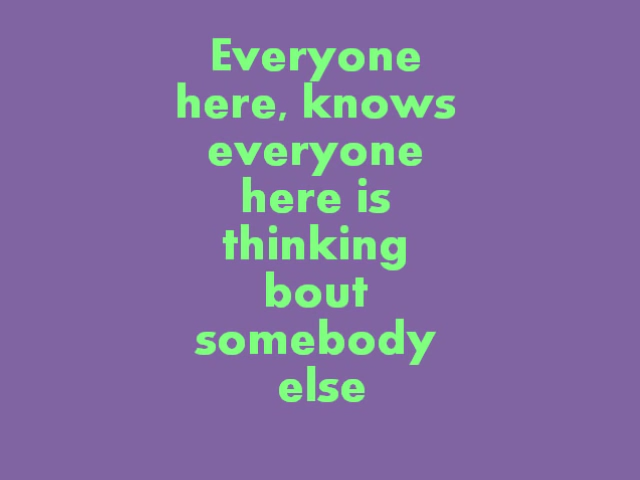 Everyone
here, knows
everyone
here is
thinking
bout
somebody
else